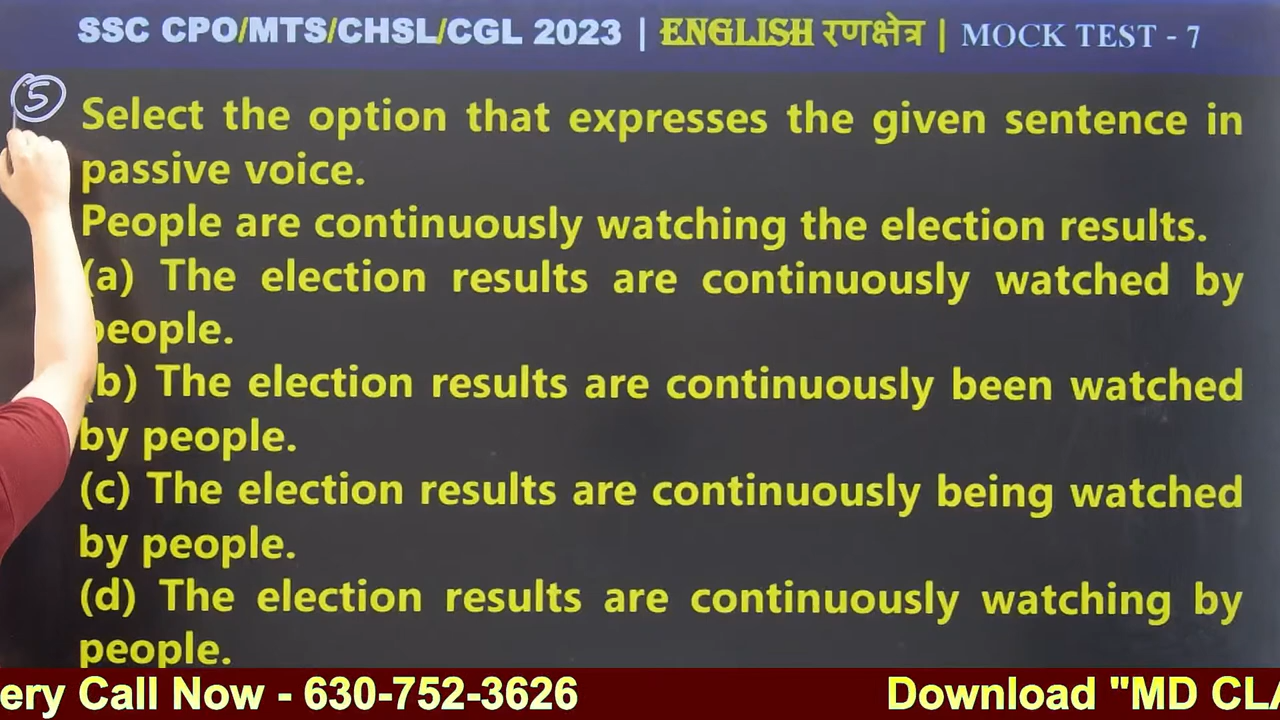 SSC CPO/MTS/CHSL/CGL 2023 | ENGLISH रणक्षेत्र | MOCK TEST - 7
5
Select the option that expresses the given sentence in
passive voice.
People are continuously watching the election results.
(a) The election results are continuously watched by
people.
(b) The election results are continuously been watched
by people.
(c) The election results are continuously being watched
by people.
(d) The election results are continuously watching by
people.
ery Call Now - 630-752-3626 Download "MD CLA